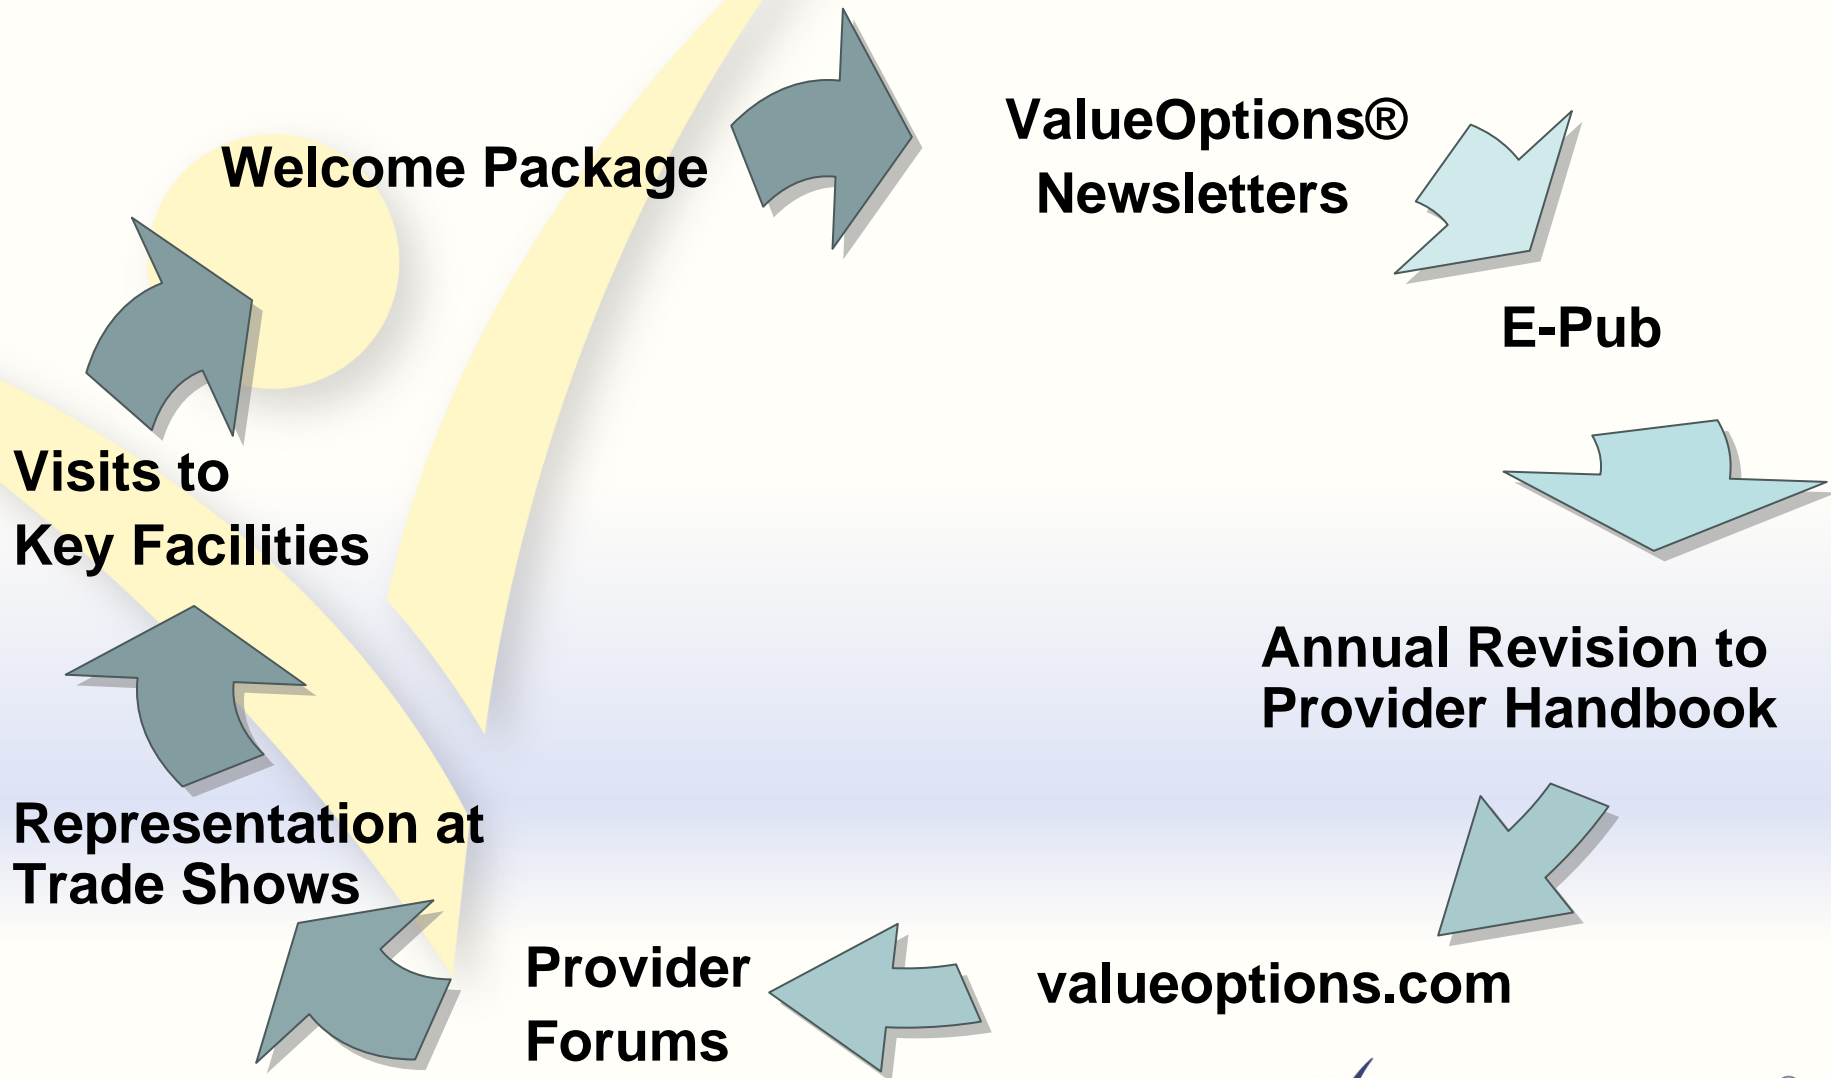 Welcome Package
ValueOptions®
Newsletters
E-Pub
Annual Revision to
Provider Handbook
valueoptions.com
Provider
Forums
Representation at
Trade Shows
Visits to
Key Facilities
®